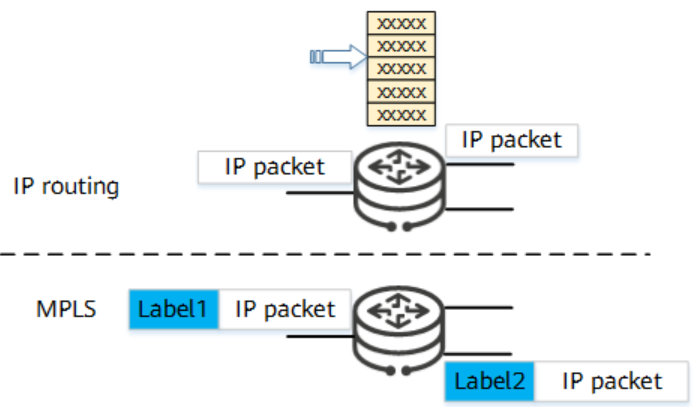 xxxxx
xxxxx
xxxxx
xxxxx
xxxxx
IP packet
IP packet
IP routing
MPLS Label1 IP packet
Label2 IP packet